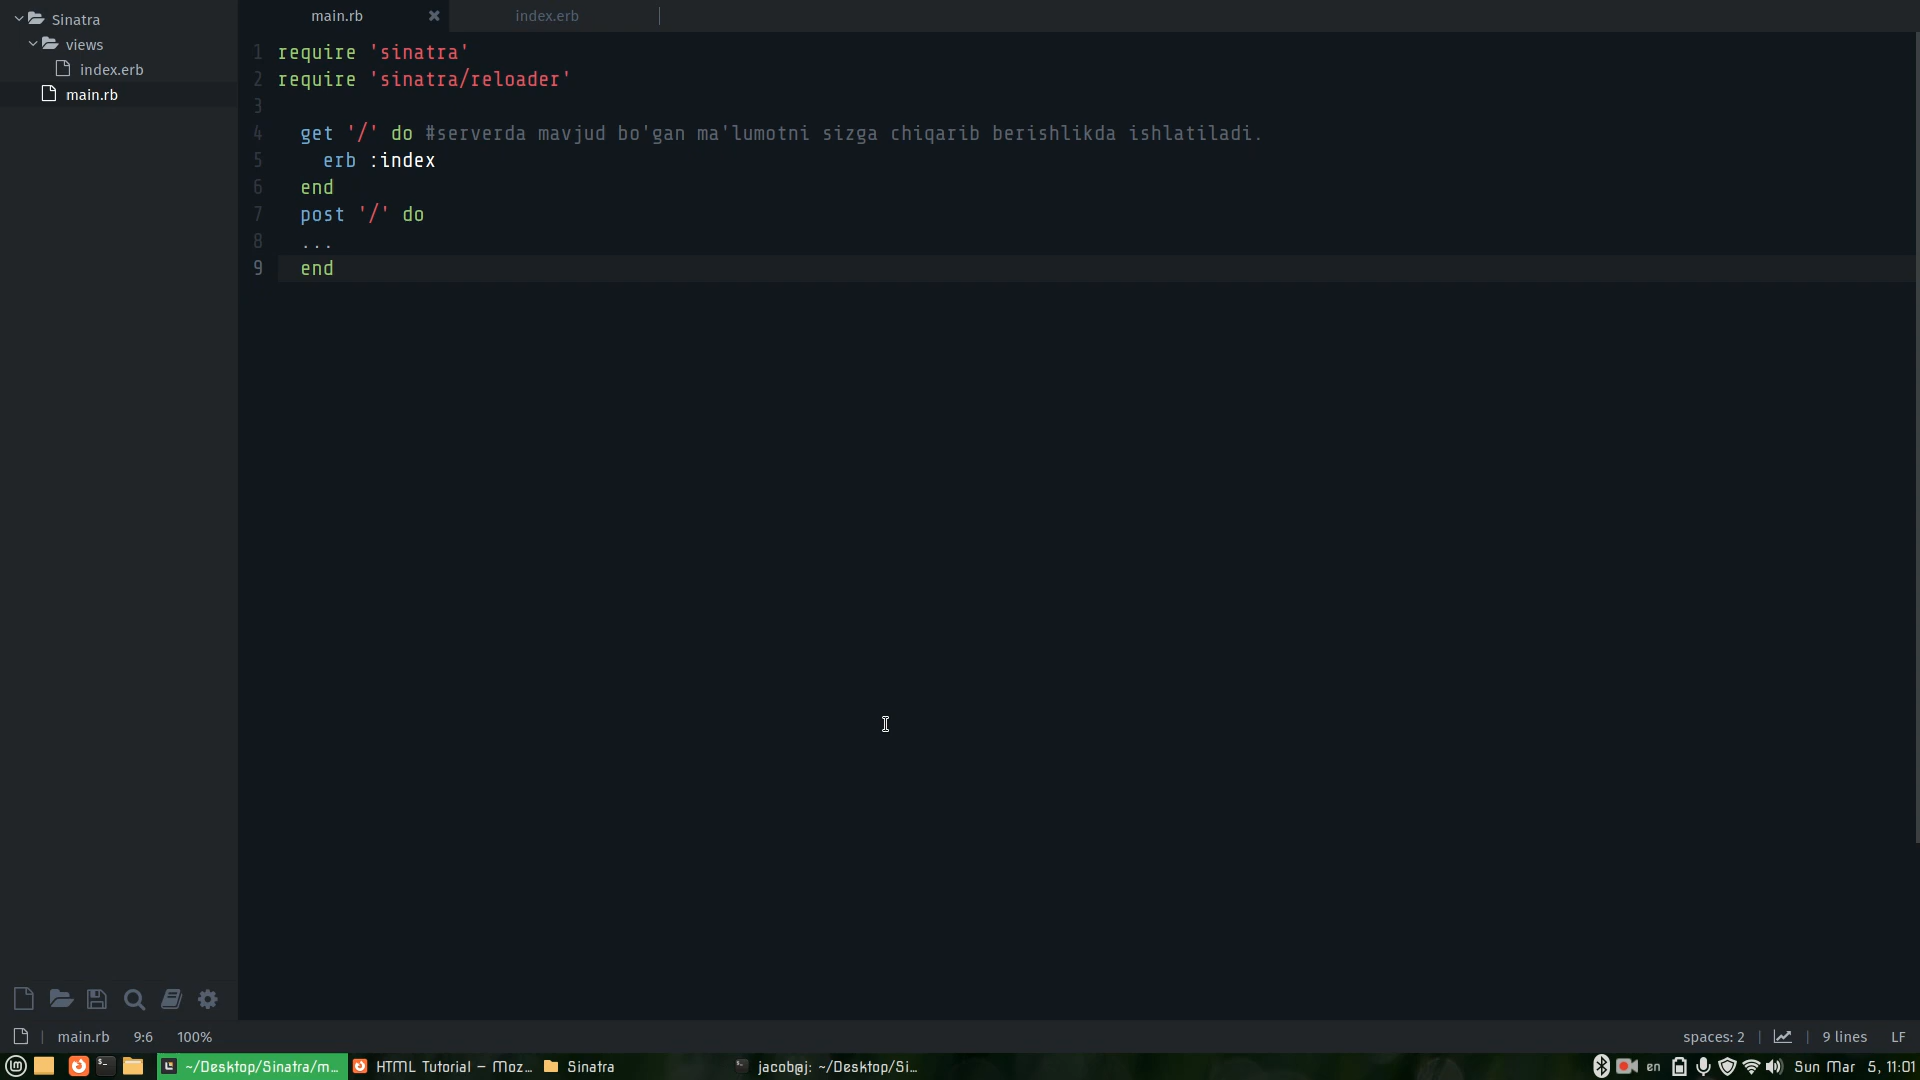 Sinatra
views
index.erb
main.rb
main.rb
index.erb
1 require 'sinatra'
2 require 'sinatra/reloader'
3
4 get '/' do #serverda mavjud bo'gan ma'lumotni sizga chiqarib berishlikda ishlatiladi.
5 erb :index
6 end
7 post '/' do
8 ...
9 end
main.rb 9:6 100%
spaces: 2 9 lines LF
~/Desktop/Sinatra/m... HTML Tutorial — Moz... Sinatra jacob@j: ~/Desktop/Si... en Sun Mar 5, 11:01